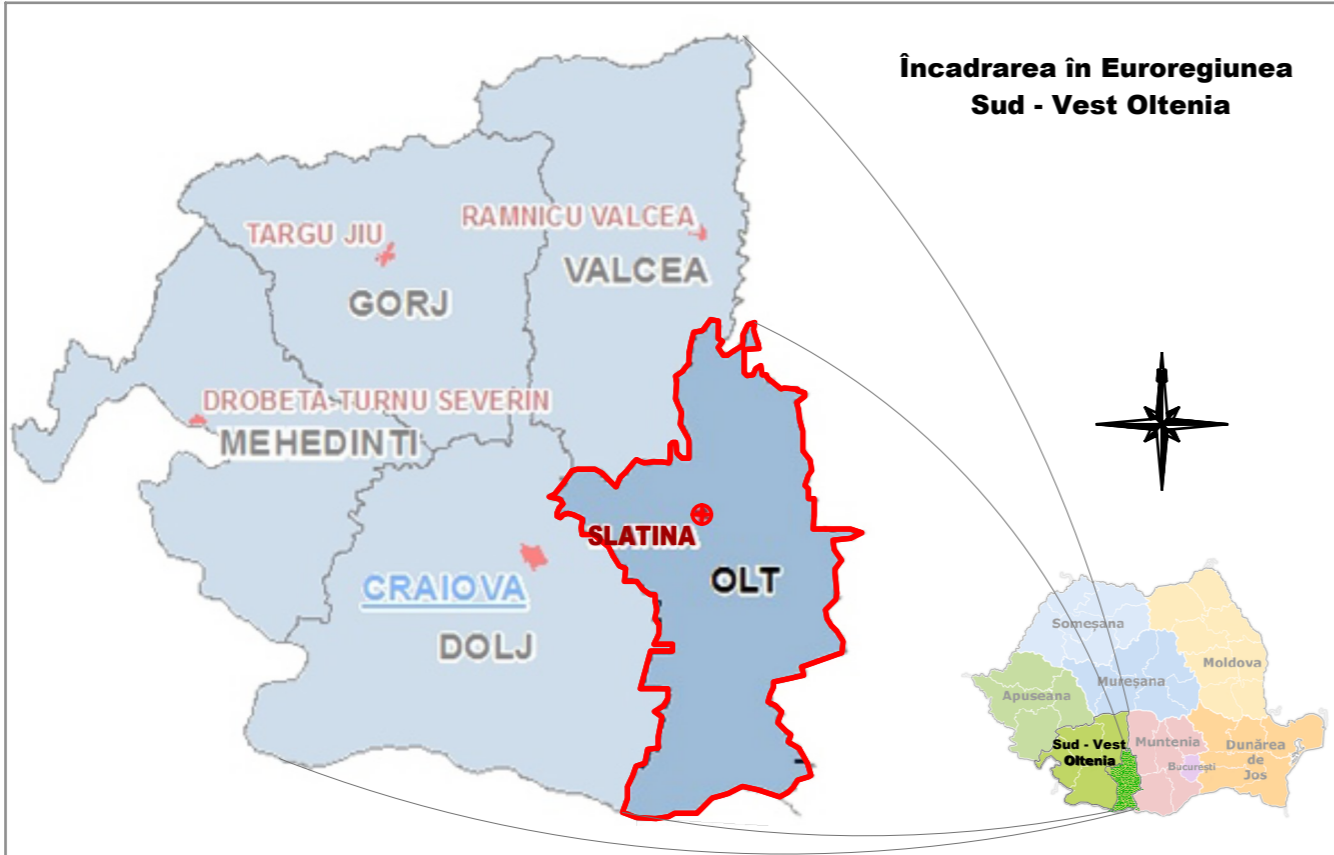 Încadrarea în Euroregiunea
Sud - Vest Oltenia
RAMNICU VALCEA
TARGU JIU
VALCEA
GORJ
DROBETA-TURNU SEVERIN
MEHEDINTI
SLATINA
OLT
CRAIOVA
DOLJ
Someșana
Moldova
Mureșana
Apuseana
Sud - Vest
Oltenia
Muntenia
București
Dunărea
de
Jos